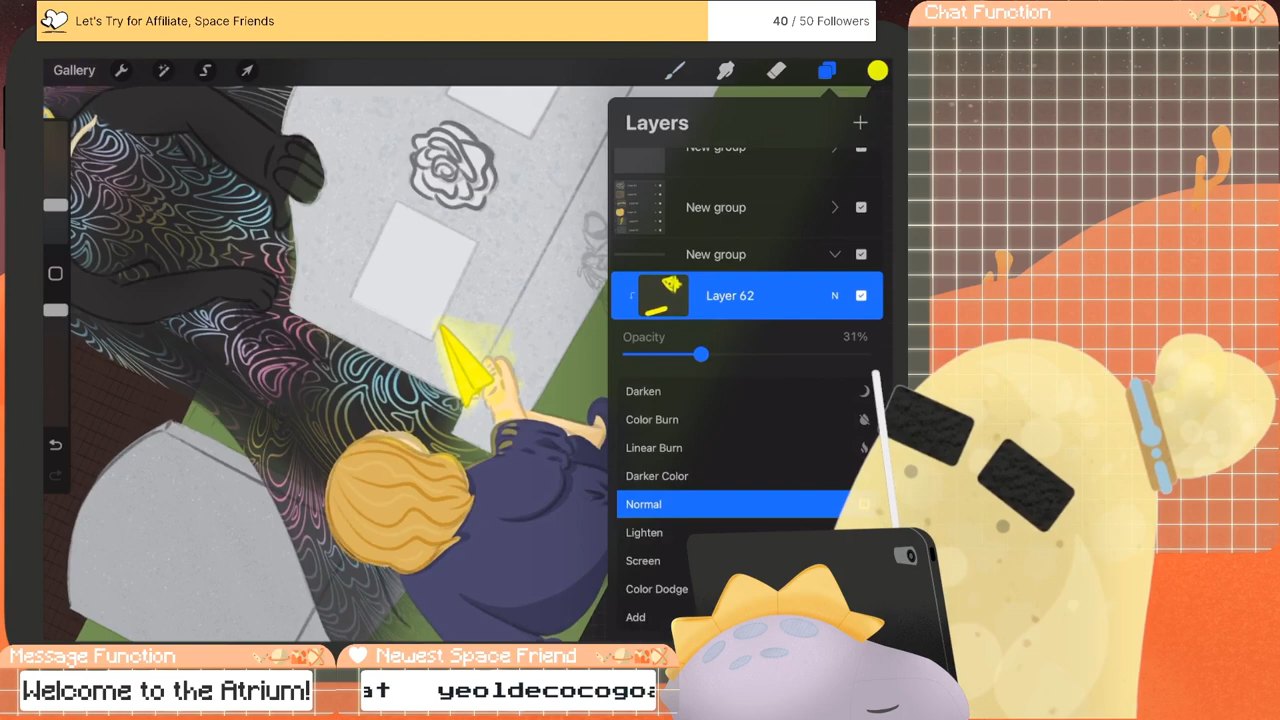 Let's Try for Affiliate, Space Friends
40 / 50 Followers
Chat Function
Gallery
Layers
New group
New group
New group
Layer 62
N
Opacity
31%
Darken
Color Burn
Linear Burn
Darker Color
Normal
Lighten
Screen
Color Dodge
Add
Message Function
Newest Space Friend
Welcome to the Atrium!
at yeoldecocogoa